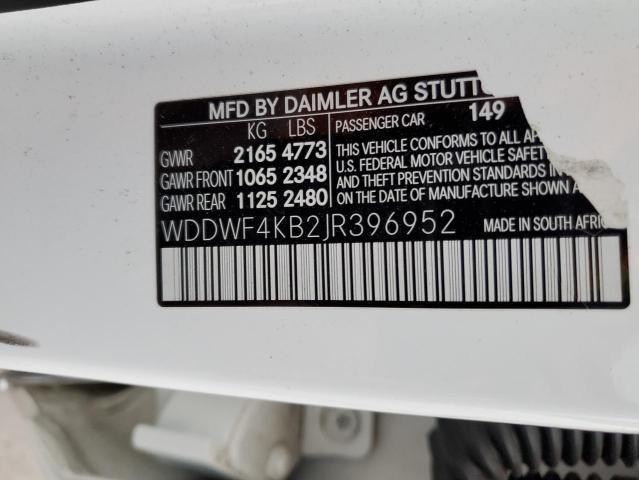 MFD BY DAIMLER AG STUTT
KG LBS PASSENGER CAR 149
GVWR 2165 4773
GAWR FRONT 1065 2348
GAWR REAR 1125 2480
THIS VEHICLE CONFORMS TO ALL AP
U.S. FEDERAL MOTOR VEHICLE SAFET
AND THEFT PREVENTION STANDARDS IN
DATE OF MANUFACTURE SHOWN A
WDDWF4KB2JR396952 MADE IN SOUTH AFRI